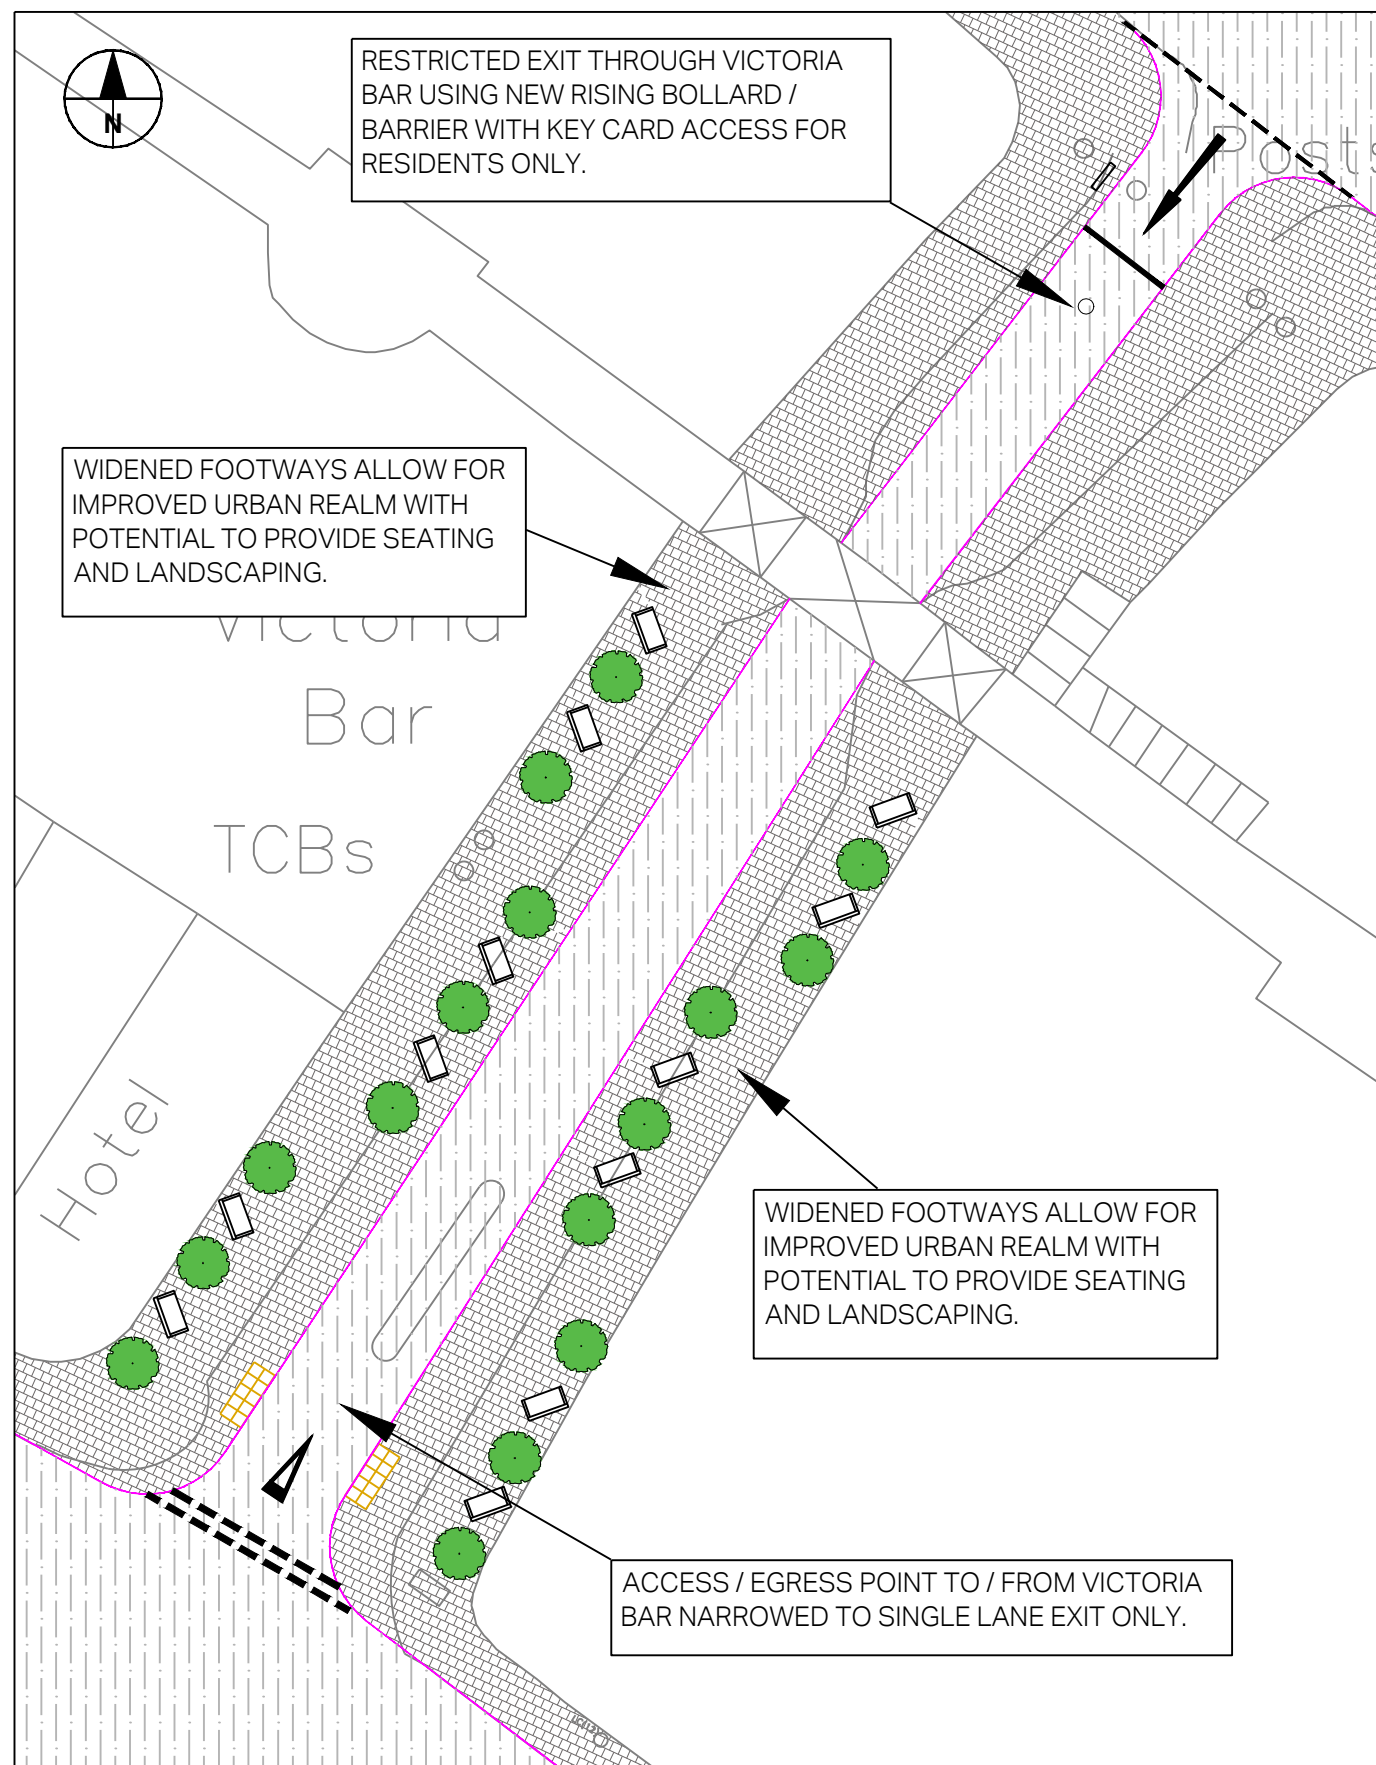 N
RESTRICTED EXIT THROUGH VICTORIA
BAR USING NEW RISING BOLLARD /
BARRIER WITH KEY CARD ACCESS FOR
RESIDENTS ONLY.
Posts
WIDENED FOOTWAYS ALLOW FOR
IMPROVED URBAN REALM WITH
POTENTIAL TO PROVIDE SEATING
AND LANDSCAPING.
Victoria
Bar
TCBs
Hotel
WIDENED FOOTWAYS ALLOW FOR
IMPROVED URBAN REALM WITH
POTENTIAL TO PROVIDE SEATING
AND LANDSCAPING.
ACCESS / EGRESS POINT TO / FROM VICTORIA
BAR NARROWED TO SINGLE LANE EXIT ONLY.